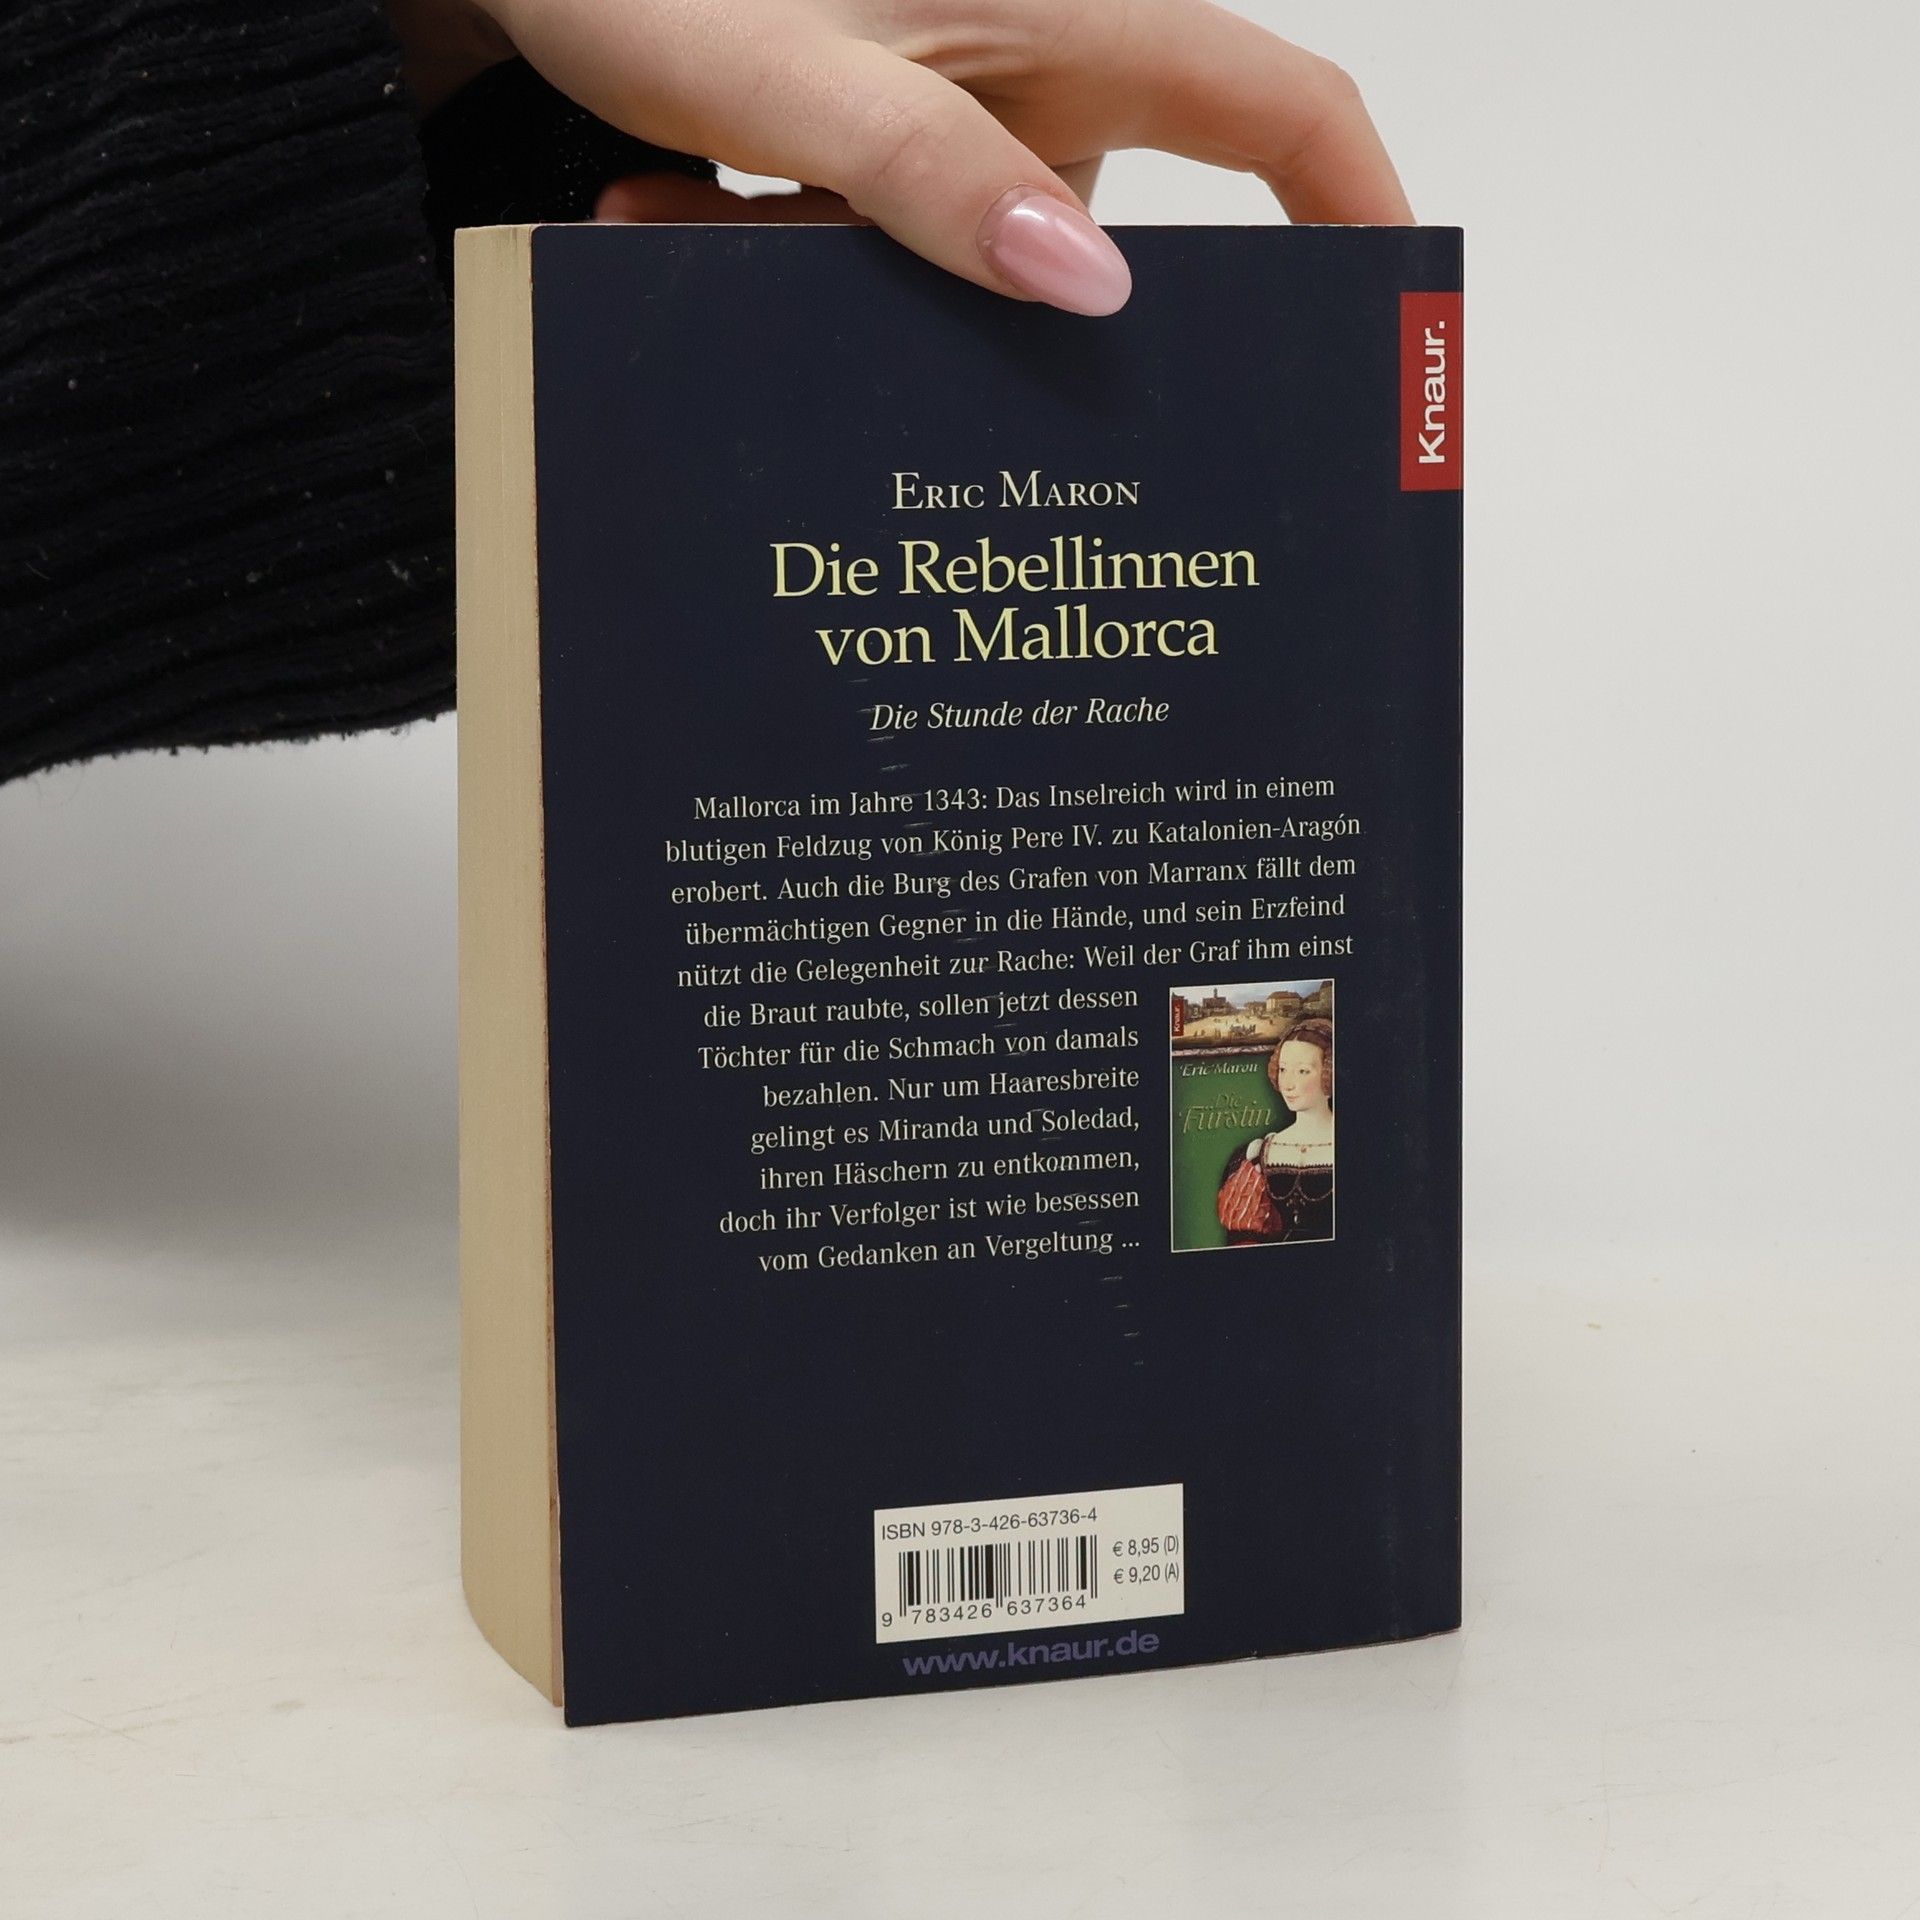 Knaur.
ERIC MARON
Die Rebellinnen
von Mallorca
Die Stunde der Rache
Mallorca im Jahre 1343: Das Inselreich wird in einem
blutigen Feldzug von König Pere IV. zu Katalonien-Aragón
erobert. Auch die Burg des Grafen von Marranx fällt dem
übermächtigen Gegner in die Hände, und sein Erzfeind
nützt die Gelegenheit zur Rache: Weil der Graf ihm einst
die Braut raubte, sollen jetzt dessen
Töchter für die Schmach von damals
bezahlen. Nur um Haaresbreite
gelingt es Miranda und Soledad,
ihren Häschern zu entkommen,
doch ihr Verfolger ist wie besessen
vom Gedanken an Vergeltung ...
Knaur.
Eric Maron
Die
Fürstin
ISBN 978-3-426-63736-4
€ 8,95 (D)
€ 9,20 (A)
9 783426 637364
www.knaur.de